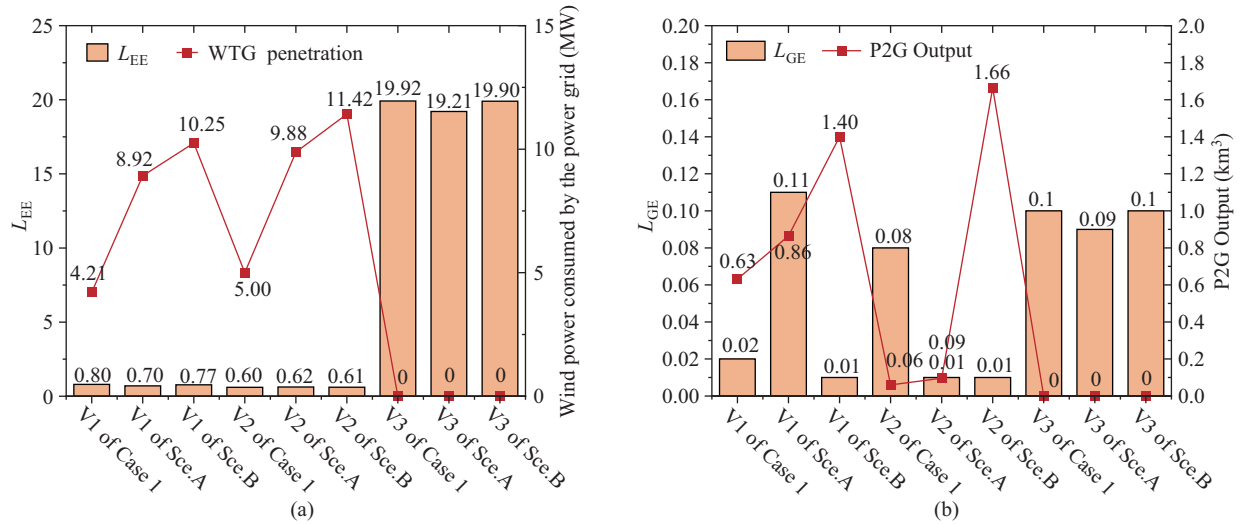 25
20
15
10
5
0
L_EE
15
10
5
0
Wind power consumed by the power grid (MW)
L_EE
WTG penetration
4.21
8.92
10.25
5.00
9.88
11.42
19.92
19.21
19.90
0.80
0.70
0.77
0.60
0.62
0.61
0
0
0
V1 of Case 1
V1 of Sce.A
V1 of Sce.B
V2 of Case 1
V2 of Sce.A
V2 of Sce.B
V3 of Case 1
V3 of Sce.A
V3 of Sce.B
(a)
0.20
0.18
0.16
0.14
0.12
0.10
0.08
0.06
0.04
0.02
0.00
L_GE
2.0
1.8
1.6
1.4
1.2
1.0
0.8
0.6
0.4
0.2
0.0
P2G Output (km³)
L_GE
P2G Output
0.63
0.86
1.40
0.06
0.09
1.66
0.02
0.11
0.01
0.08
0.01
0.01
0.1
0.09
0.1
0
0
0
V1 of Case 1
V1 of Sce.A
V1 of Sce.B
V2 of Case 1
V2 of Sce.A
V2 of Sce.B
V3 of Case 1
V3 of Sce.A
V3 of Sce.B
(b)